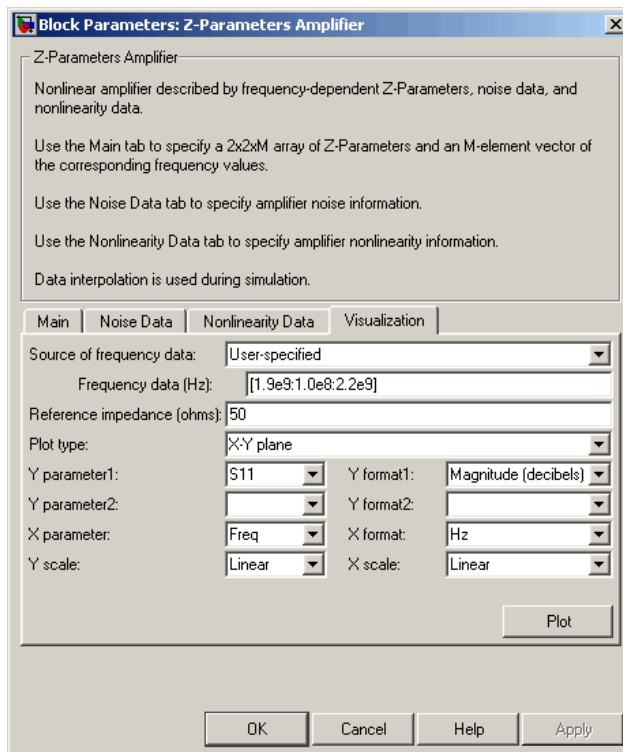 Block Parameters: Z-Parameters Amplifier
Z-Parameters Amplifier
Nonlinear amplifier described by frequency-dependent Z-Parameters, noise data, and
nonlinearity data.
Use the Main tab to specify a 2x2xM array of Z-Parameters and an M-element vector of
the corresponding frequency values.
Use the Noise Data tab to specify amplifier noise information.
Use the Nonlinearity Data tab to specify amplifier nonlinearity information.
Data interpolation is used during simulation.
Main Noise Data Nonlinearity Data Visualization
Source of frequency data: User-specified
Frequency data (Hz): [1.9e9:1.0e8:2.2e9]
Reference impedance (ohms): 50
Plot type: X-Y plane
Y parameter1: S11 Y format1: Magnitude (decibels)
Y parameter2: Y format2:
X parameter: Freq X format: Hz
Y scale: Linear X scale: Linear
Plot
OK Cancel Help Apply